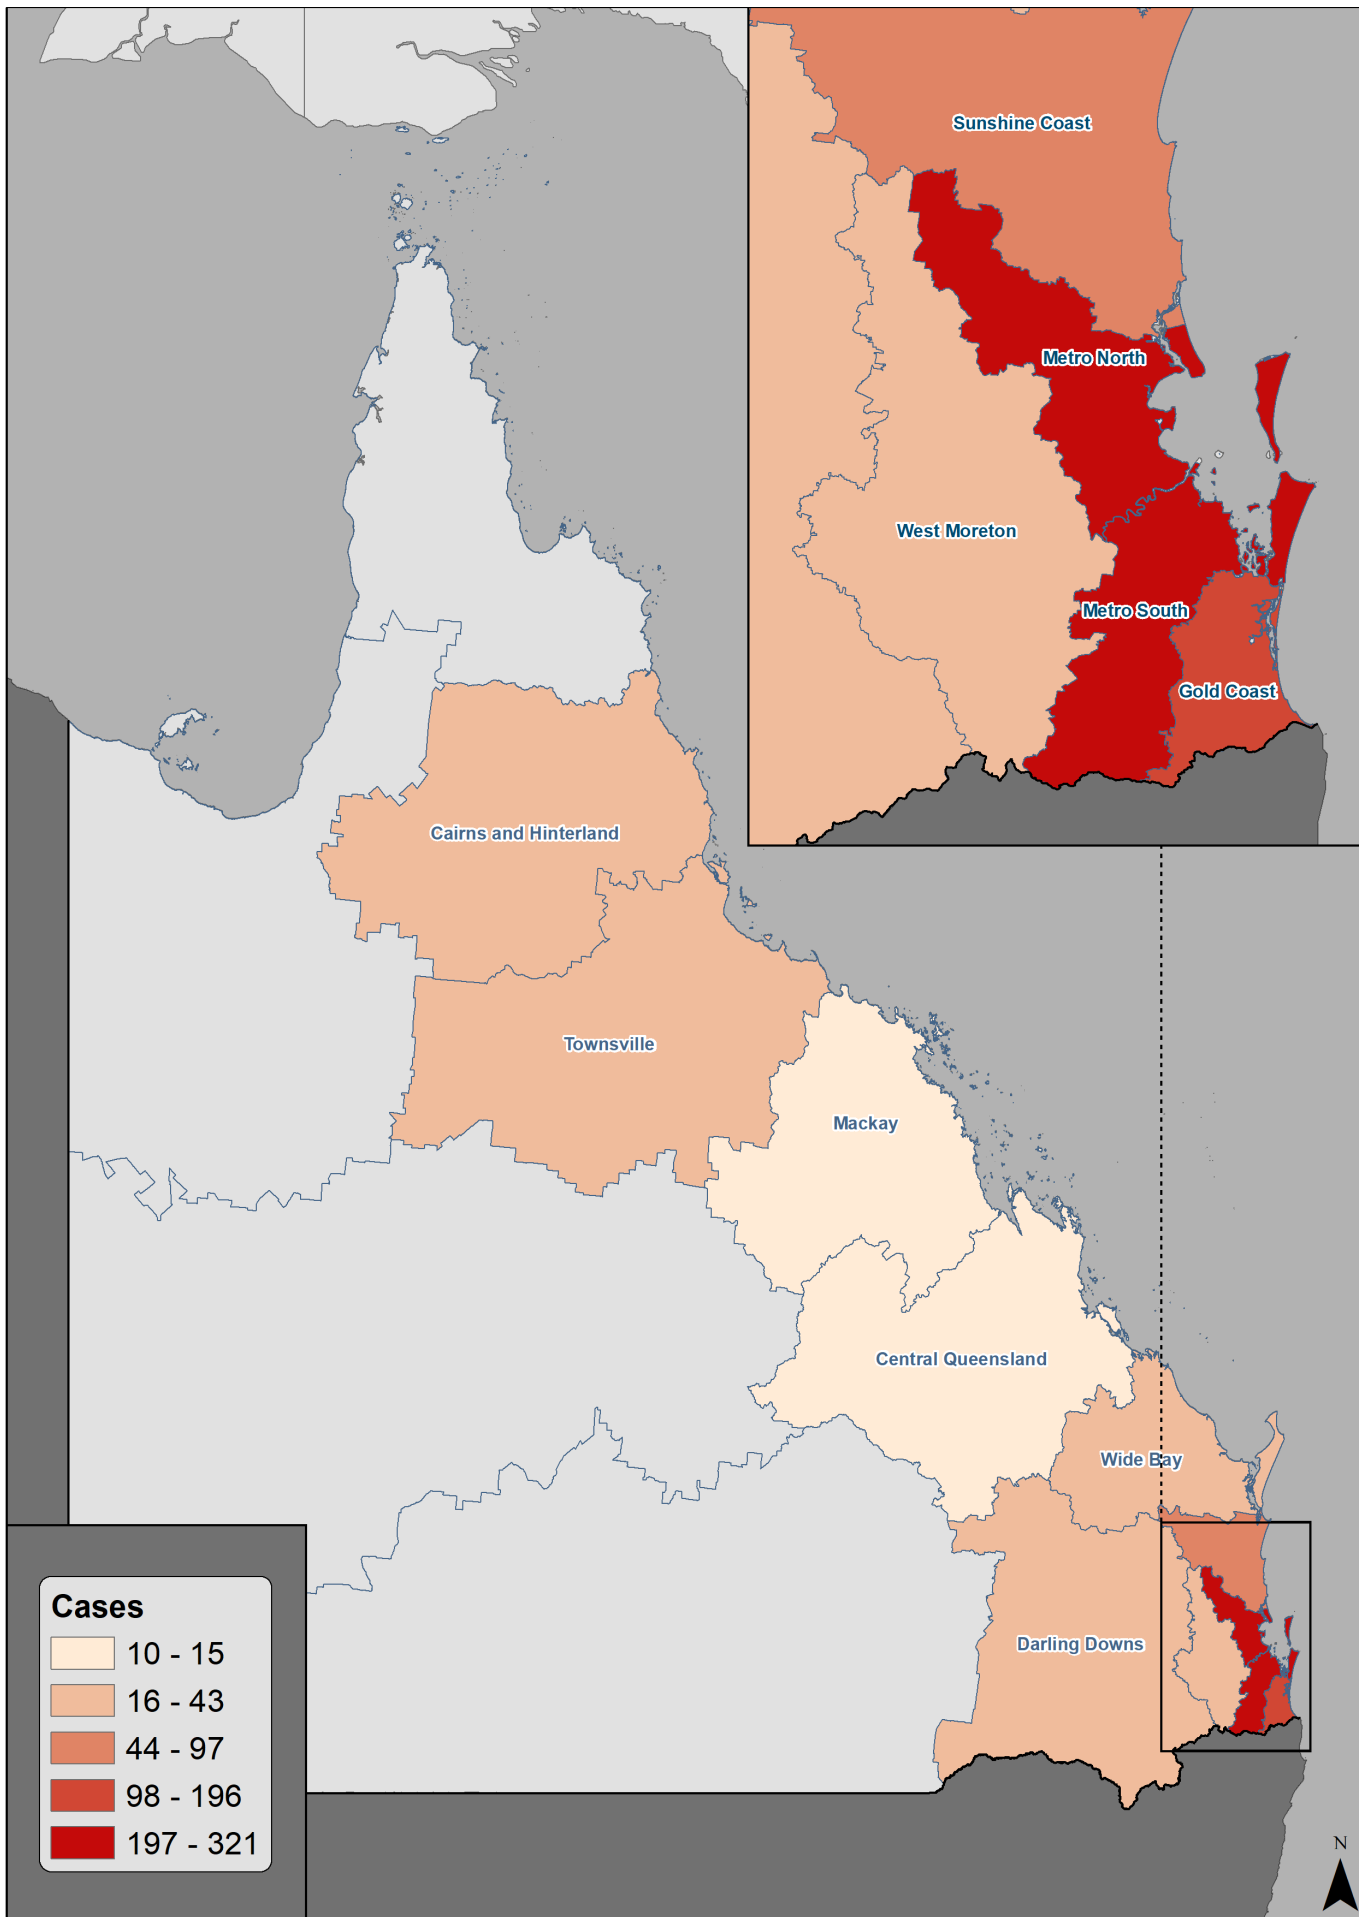 Sunshine Coast
Metro North
West Moreton
Metro South
Gold Coast
Cairns and Hinterland
Townsville
Mackay
Central Queensland
Wide Bay
Darling Downs
Cases
10 - 15
16 - 43
44 - 97
98 - 196
197 - 321
N